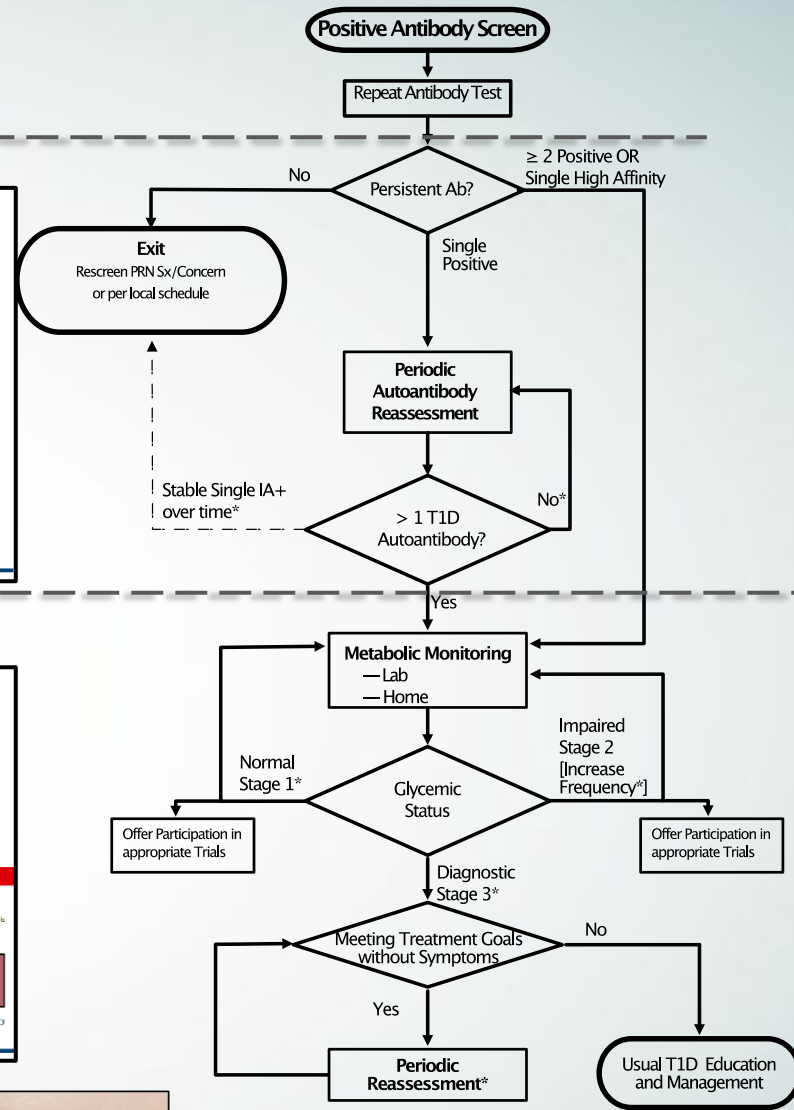 Positive Antibody Screen
Repeat Antibody Test
No
≥ 2 Positive OR
Single High Affinity
Persistent Ab?
Exit
Rescreen PRN Sx/Concern
or per local schedule
Single
Positive
Periodic
Autoantibody
Reassessment
Stable Single IA+
over time*
No*
> 1 T1D
Autoantibody?
Yes
Metabolic Monitoring
— Lab
— Home
Normal
Stage 1*
Impaired
Stage 2
[Increase
Frequency*]
Glycemic
Status
Offer Participation in
appropriate Trials
Offer Participation in
appropriate Trials
Diagnostic
Stage 3*
Meeting Treatment Goals
without Symptoms
No
Yes
Periodic
Reassessment*
Usual T1D Education
and Management